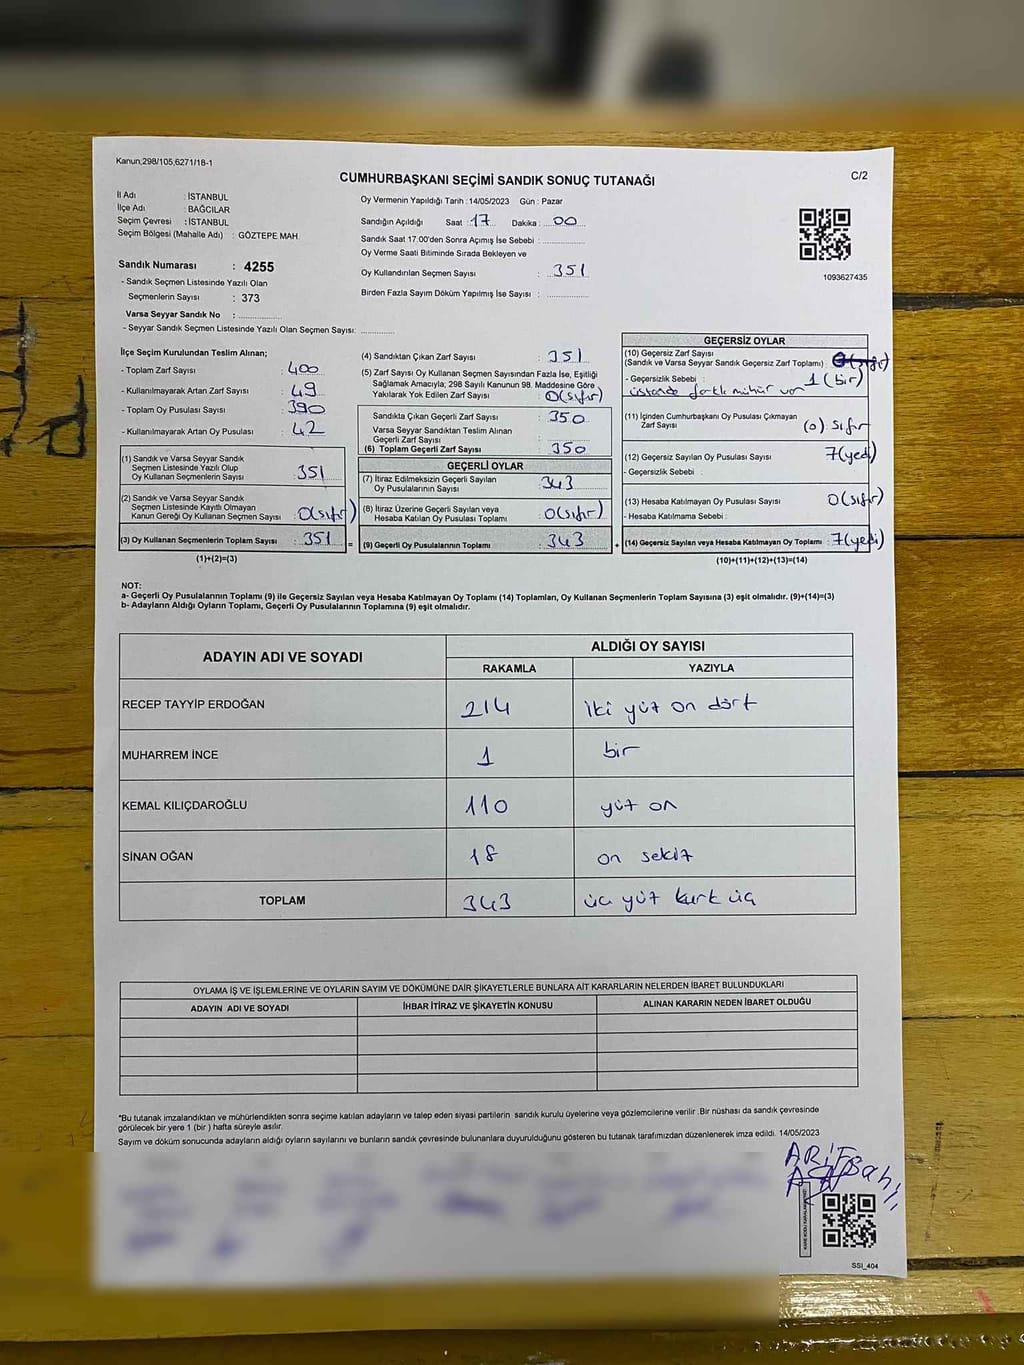 Kanun;298/105,6271/18-1
CUMHURBAŞKANI SEÇİMİ SANDIK SONUÇ TUTANAĞI
C/2
İl Adı : İSTANBUL
İlçe Adı : BAĞCILAR
Seçim Çevresi : İSTANBUL
Seçim Bölgesi (Mahalle Adı) : GÖZTEPE MAH.
Sandık Numarası : 4255
- Sandık Seçmen Listesinde Yazılı Olan
Seçmenlerin Sayısı : 373
Varsa Seyyar Sandık No : ..............
- Seyyar Sandık Seçmen Listesinde Yazılı Olan Seçmen Sayısı: ............
Oy Vermenin Yapıldığı Tarih : 14/05/2023 Gün : Pazar
Sandığın Açıldığı Saat : 17 Dakika : 00
Sandık Saat 17:00'den Sonra Açımış İse Sebebi : ..............
Oy Verme Saati Bitiminde Sırada Bekleyen ve
Oy Kullandırılan Seçmen Sayısı : 351
Birden Fazla Sayım Döküm Yapılmış İse Sayısı : ..............
1093627435
İlçe Seçim Kurulundan Teslim Alınan;
- Toplam Zarf Sayısı : 400
- Kullanılmayarak Artan Zarf Sayısı : 49
- Toplam Oy Pusulası Sayısı : 390
- Kullanılmayarak Artan Oy Pusulası : 42
(1) Sandık ve Varsa Seyyar Sandık
Seçmen Listesinde Yazılı Olup
Oy Kullanan Seçmenlerin Sayısı : 351
(2) Sandık ve Varsa Seyyar Sandık
Seçmen Listesinde Kayıtlı Olmayan
Kanun Gereği Oy Kullanan Seçmen Sayısı : 0(sıfır)
(3) Oy Kullanan Seçmenlerin Toplam Sayısı : 351
(1)+(2)=(3)
(4) Sandıktan Çıkan Zarf Sayısı : 351
(5) Zarf Sayısı Oy Kullanan Seçmen Sayısından Fazla İse, Eşitliği
Sağlamak Amacıyla; 298 Sayılı Kanunun 98. Maddesine Göre
Yakılarak Yok Edilen Zarf Sayısı : 0(sıfır)
Sandıkta Çıkan Geçerli Zarf Sayısı : 350
Varsa Seyyar Sandıktan Teslim Alınan
Geçerli Zarf Sayısı :
(6) Toplam Geçerli Zarf Sayısı : 350
GEÇERLİ OYLAR
(7) İtiraz Edilmeksizin Geçerli Sayılan
Oy Pusulalarının Sayısı : 343
(8) İtiraz Üzerine Geçerli Sayılan veya
Hesaba Katılan Oy Pusulası Toplamı : 0(sıfır)
= (9) Geçerli Oy Pusulalarının Toplamı : 343
GEÇERSİZ OYLAR
(10) Geçersiz Zarf Sayısı
(Sandık ve Varsa Seyyar Sandık Geçersiz Zarf Toplamı) :
- Geçersizlik Sebebi : 1 (bir)
üstünde farklı mühür var
(11) İçinden Cumhurbaşkanı Oy Pusulası Çıkmayan
Zarf Sayısı : (0) sıfır
(12) Geçersiz Sayılan Oy Pusulası Sayısı : 7(yedi)
- Geçersizlik Sebebi :
(13) Hesaba Katılmayan Oy Pusulası Sayısı : 0(sıfır)
- Hesaba Katılmama Sebebi :
+ (14) Geçersiz Sayılan veya Hesaba Katılmayan Oy Toplamı : 7(yedi)
(10)+(11)+(12)+(13)=(14)
NOT:
a- Geçerli Oy Pusulalarının Toplamı (9) ile Geçersiz Sayılan veya Hesaba Katılmayan Oy Toplamı (14) Toplamları, Oy Kullanan Seçmenlerin Toplam Sayısına (3) eşit olmalıdır. (9)+(14)=(3)
b- Adayların Aldığı Oyların Toplamı, Geçerli Oy Pusulalarının Toplamına (9) eşit olmalıdır.
ADAYIN ADI VE SOYADI
ALDIĞI OY SAYISI
RAKAMLA YAZIYLA
RECEP TAYYİP ERDOĞAN 214 iki yüz on dört
MUHARREM İNCE 1 bir
KEMAL KILIÇDAROĞLU 110 yüz on
SİNAN OĞAN 18 on sekiz
TOPLAM 343 üç yüz kırk üç
OYLAMA İŞ VE İŞLEMLERİNE VE OYLARIN SAYIM VE DÖKÜMÜNE DAİR ŞİKAYETLERLE BUNLARA AİT KARARLARIN NELERDEN İBARET BULUNDUKLARI
ADAYIN ADI VE SOYADI İHBAR İTİRAZ VE ŞİKAYETİN KONUSU ALINAN KARARIN NEDEN İBARET OLDUĞU
*Bu tutanak imzalandıktan ve mühürlendikten sonra seçime katılan adayların ve talep eden siyasi partilerin sandık kurulu üyelerine veya gözlemcilerine verilir .Bir nüshası da sandık çevresinde
görülecek bir yere 1 (bir ) hafta süreyle asılır.
Sayım ve döküm sonucunda adayların aldığı oyların sayılarını ve bunların sandık çevresinde bulunanlara duyurulduğunu gösteren bu tutanak tarafımızdan düzenlenerek imza edildi. 14/05/2023
ARİF
SSI_404